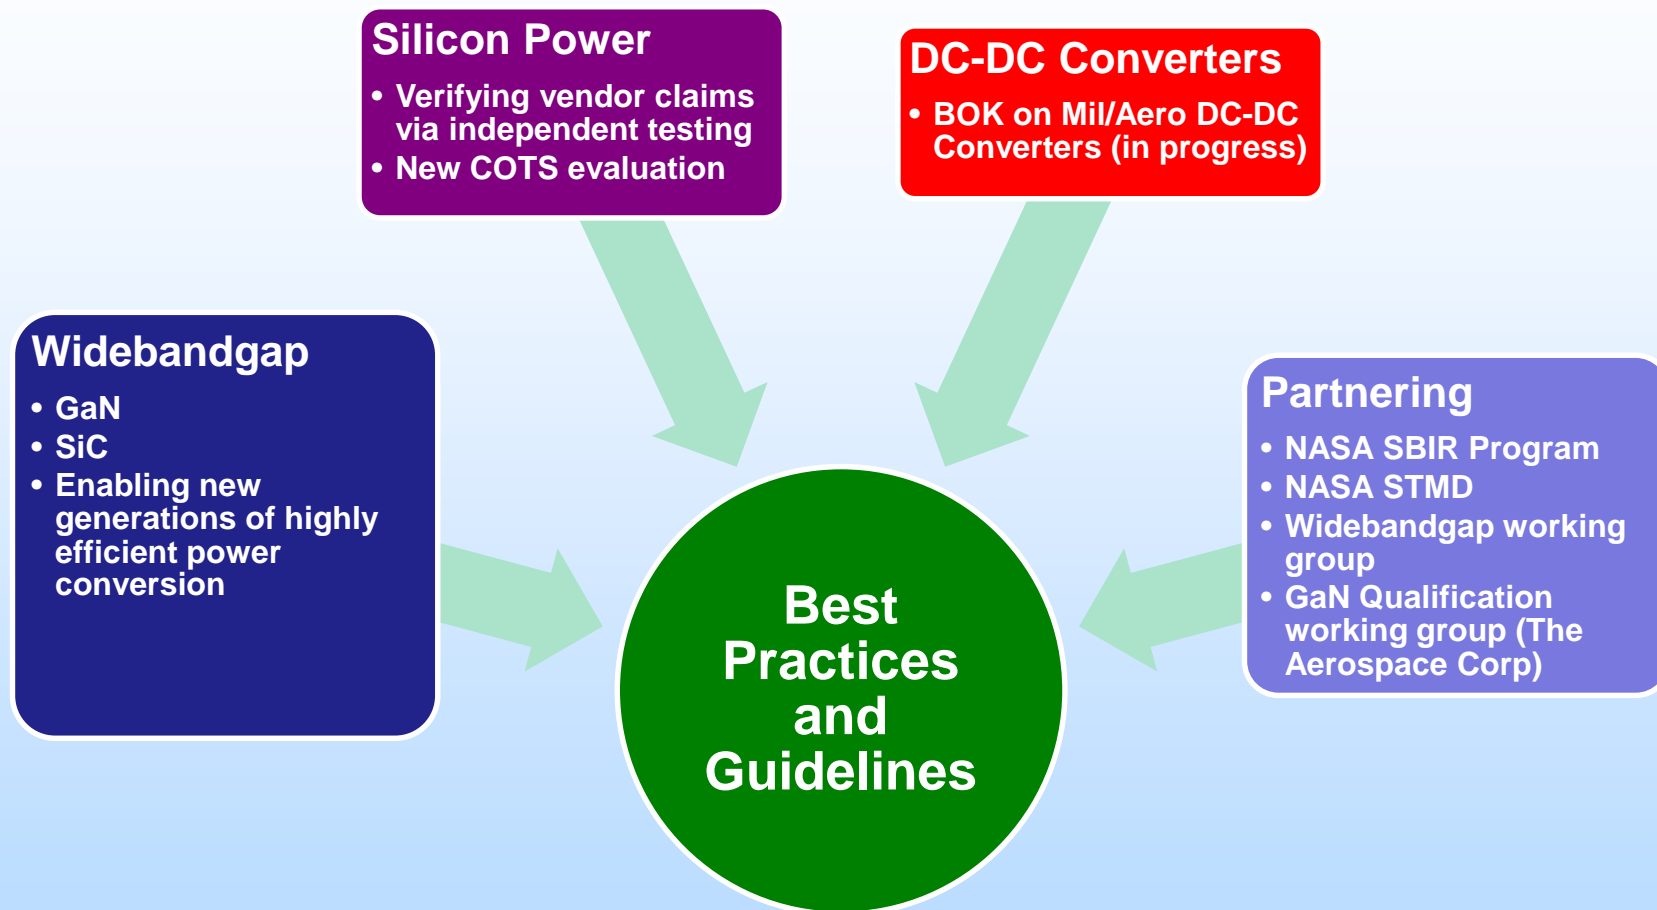 Silicon Power
• Verifying vendor claims
via independent testing
• New COTS evaluation
DC-DC Converters
• BOK on Mil/Aero DC-DC
Converters (in progress)
Widebandgap
• GaN
• SiC
• Enabling new
generations of highly
efficient power
conversion
Partnering
• NASA SBIR Program
• NASA STMD
• Widebandgap working
group
• GaN Qualification
working group (The
Aerospace Corp)
Best
Practices
and
Guidelines